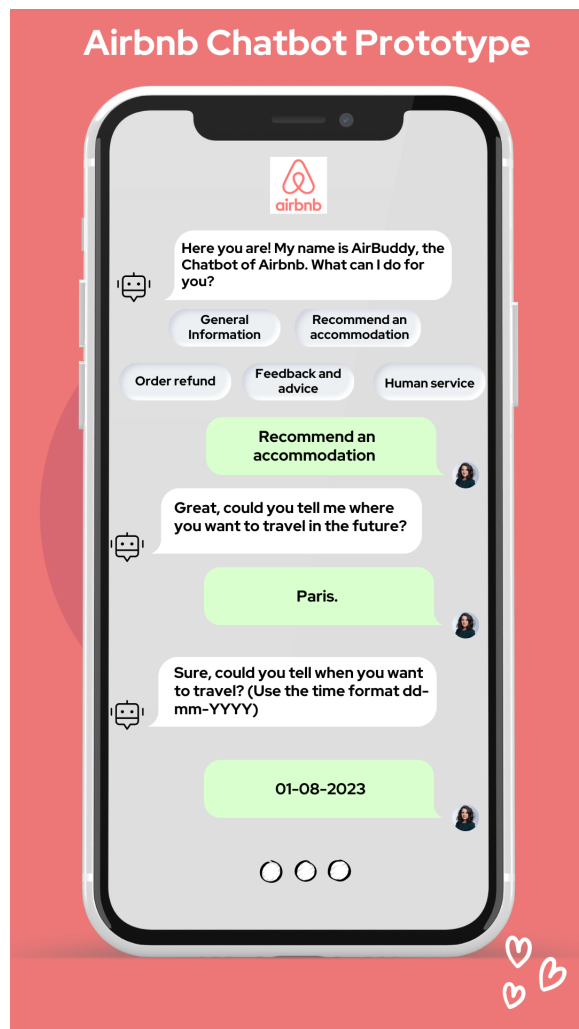 Airbnb Chatbot Prototype
airbnb
Here you are! My name is AirBuddy, the
Chatbot of Airbnb. What can I do for
you?
General
Information
Recommend an
accommodation
Order refund
Feedback and
advice
Human service
Recommend an
accommodation
Great, could you tell me where
you want to travel in the future?
Paris.
Sure, could you tell when you want
to travel? (Use the time format dd-
mm-YYYY)
01-08-2023